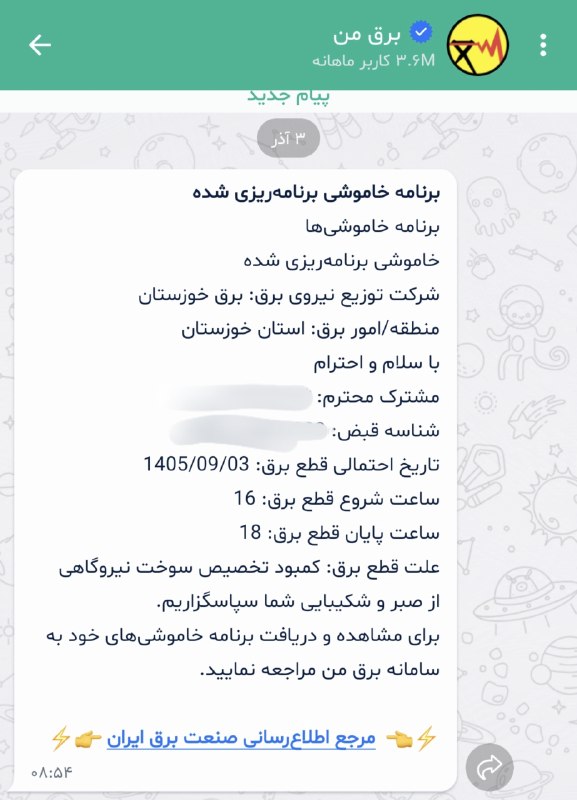 برق من
۳.۶M کاربر ماهانه
پیام جدید
۳ آذر
برنامه خاموشی برنامه‌ریزی شده
برنامه خاموشی‌ها
خاموشی برنامه‌ریزی شده
شرکت توزیع نیروی برق: برق خوزستان
منطقه/امور برق: استان خوزستان
با سلام و احترام
مشترک محترم:
شناسه قبض:
تاریخ احتمالی قطع برق: 1405/09/03
ساعت شروع قطع برق: 16
ساعت پایان قطع برق: 18
علت قطع برق: کمبود تخصیص سوخت نیروگاهی
از صبر و شکیبایی شما سپاسگزاریم.
برای مشاهده و دریافت برنامه خاموشی‌های خود به
سامانه برق من مراجعه نمایید.
⚡👈 مرجع اطلاع‌رسانی صنعت برق ایران 👉⚡
۰۸:۵۴